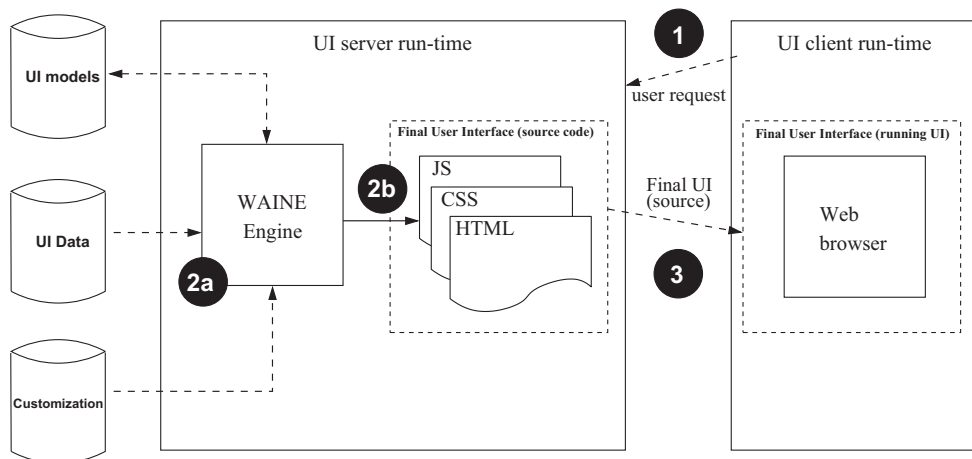 UI models
UI Data
Customization
UI server run-time
WAINE
Engine
2a
2b
Final User Interface (source code)
JS
CSS
HTML
1
user request
Final UI
(source)
3
UI client run-time
Final User Interface (running UI)
Web
browser